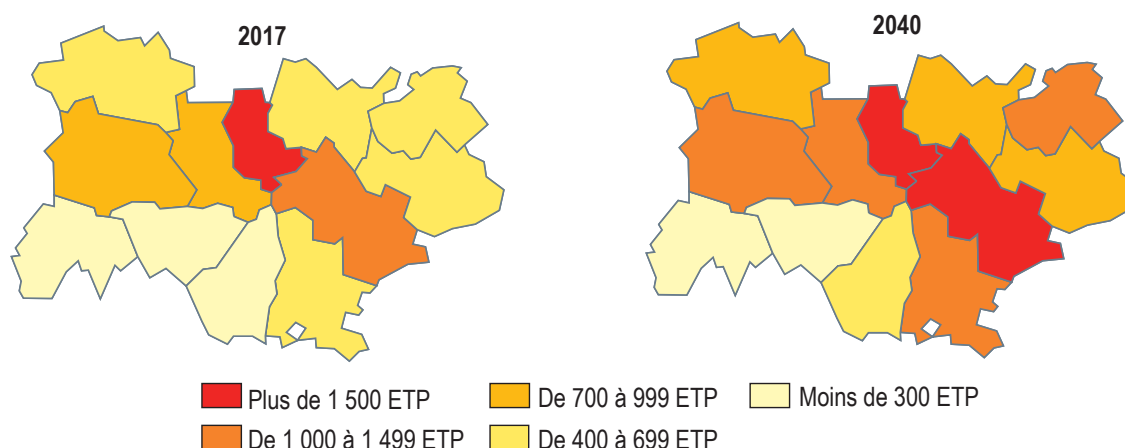 2017
2040
Plus de 1 500 ETP
De 700 à 999 ETP
Moins de 300 ETP
De 1 000 à 1 499 ETP
De 400 à 699 ETP